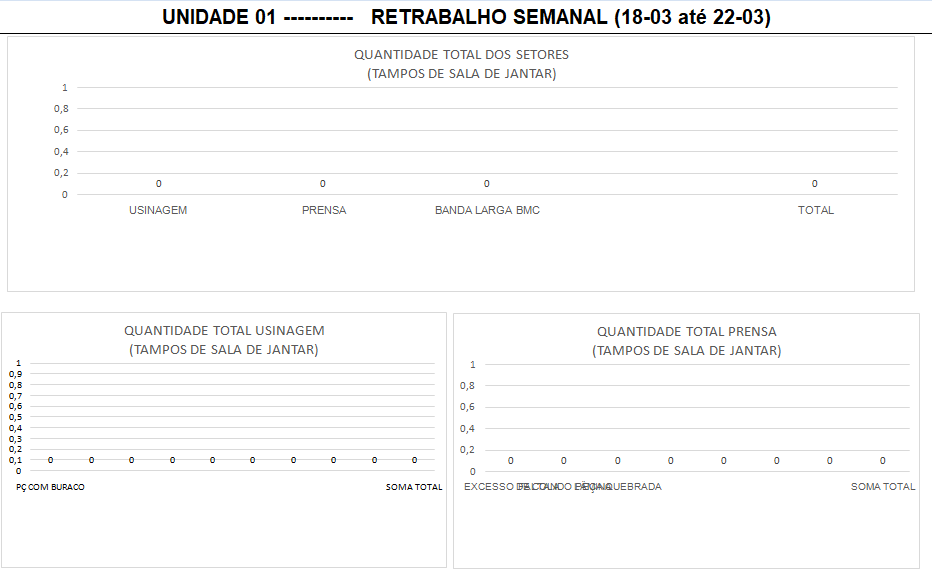 UNIDADE 01 ---------- RETRABALHO SEMANAL (18-03 até 22-03)
QUANTIDADE TOTAL DOS SETORES
(TAMPOS DE SALA DE JANTAR)
1
0,8
0,6
0,4
0,2
0
0 0 0 0
USINAGEM PRENSA BANDA LARGA BMC TOTAL
QUANTIDADE TOTAL USINAGEM
(TAMPOS DE SALA DE JANTAR)
1
0,9
0,8
0,7
0,6
0,5
0,4
0,3
0,2
0,1
0
0 0 0 0 0 0 0 0 0 0
PÇ COM BURACO SOMA TOTAL
QUANTIDADE TOTAL PRENSA
(TAMPOS DE SALA DE JANTAR)
1
0,8
0,6
0,4
0,2
0
0 0 0 0 0 0 0 0
EXCESSO DE COLA FALTANDO LÂMINA PEÇA QUEBRADA SOMA TOTAL